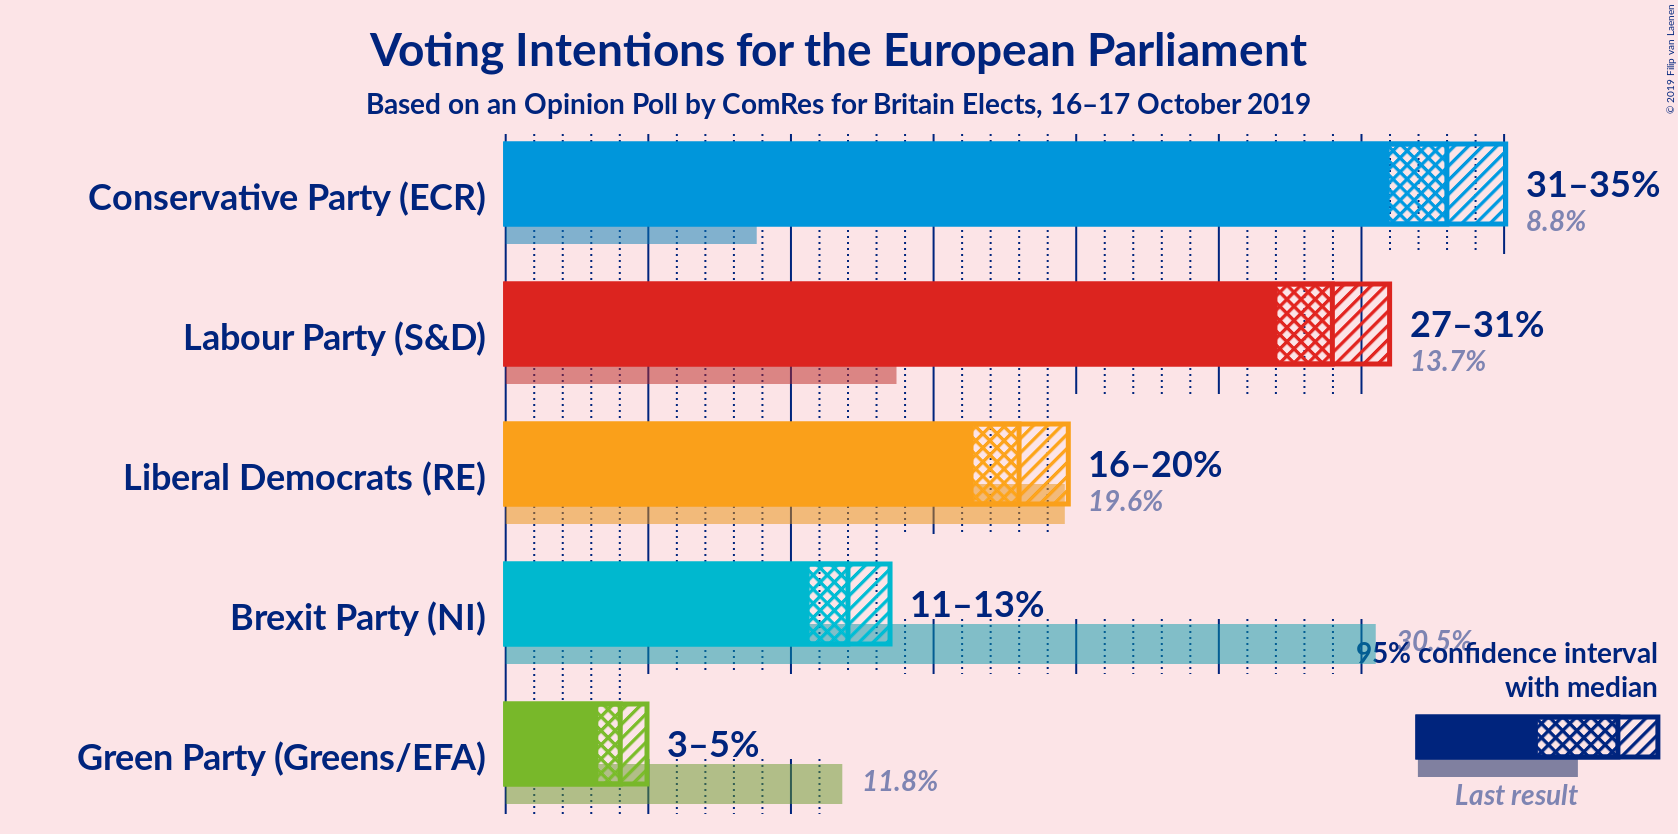 Voting Intentions for the European Parliament
Based on an Opinion Poll by ComRes for Britain Elects, 16–17 October 2019
© 2019 Filip van Laenen
Conservative Party (ECR)
31–35%
8.8%
Labour Party (S&D)
27–31%
13.7%
Liberal Democrats (RE)
16–20%
19.6%
Brexit Party (NI)
11–13%
30.5%
Green Party (Greens/EFA)
3–5%
11.8%
95% confidence interval
with median
Last result